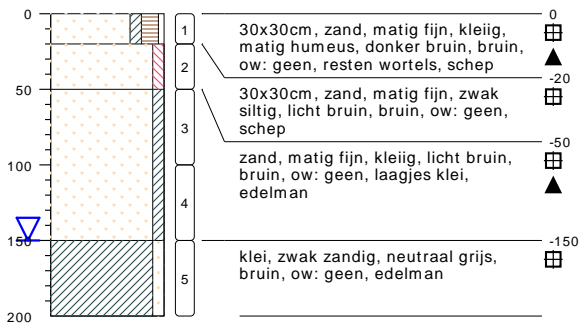 0
50
100
150
200
1
2
3
4
5
30x30cm, zand, matig fijn, kleiig,
matig humeus, donker bruin, bruin,
ow: geen, resten wortels, schep
30x30cm, zand, matig fijn, zwak
siltig, licht bruin, bruin, ow: geen,
schep
zand, matig fijn, kleiig, licht bruin,
bruin, ow: geen, laagjes klei,
edelman
klei, zwak zandig, neutraal grijs,
bruin, ow: geen, edelman
0
-20
-50
-150